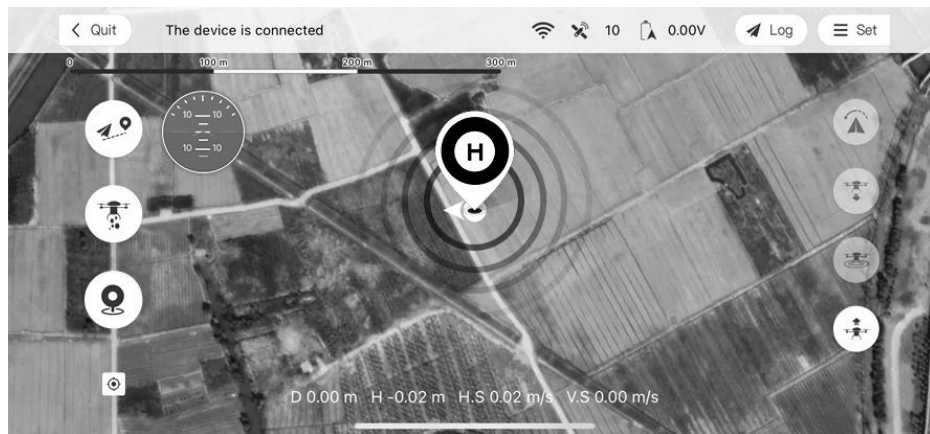 Quit
The device is connected
10
0.00V
Log
Set
0 100 m 200 m 300 m
10 10
10 10
H
D 0.00 m H -0.02 m H.S 0.02 m/s V.S 0.00 m/s